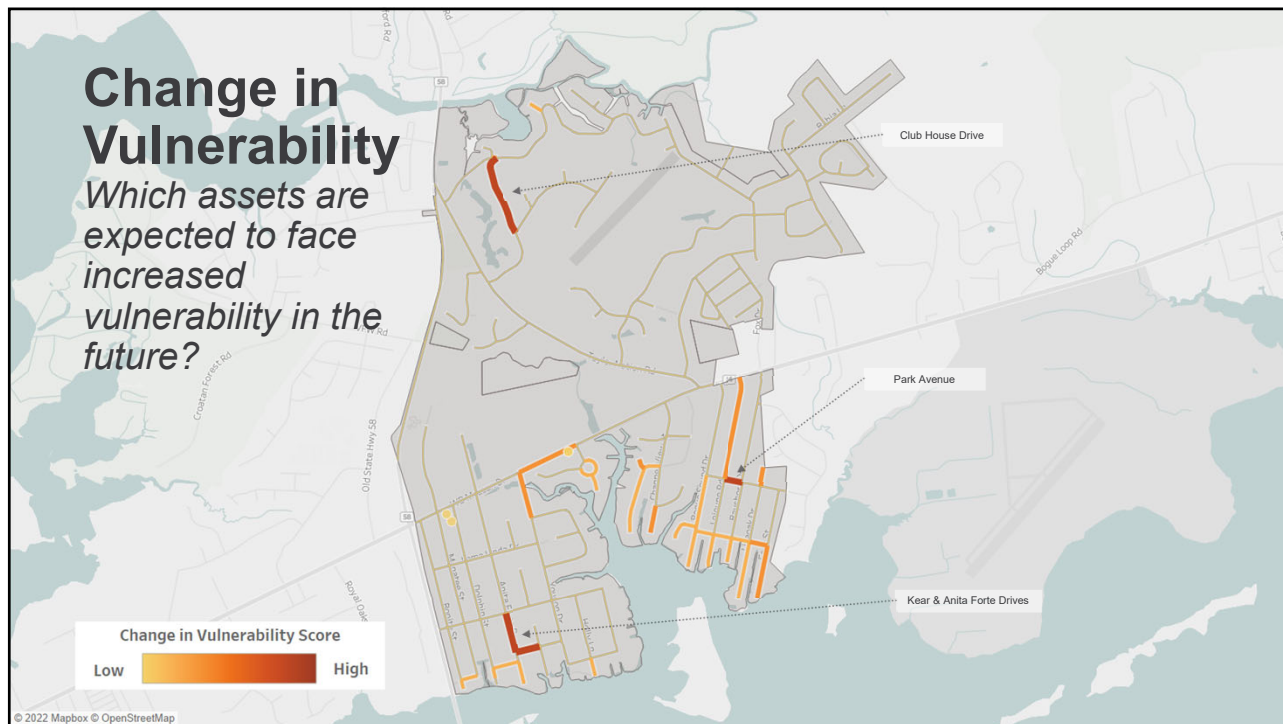 Change in
Vulnerability
Which assets are
expected to face
increased
vulnerability in the
future?
58
Club House Drive
Bogue Loop Rd
Croatan Forest Rd
Old State Hwy 58
Park Avenue
58
Kear & Anita Forte Drives
Change in Vulnerability Score
Low
High
© 2022 Mapbox © OpenStreetMap